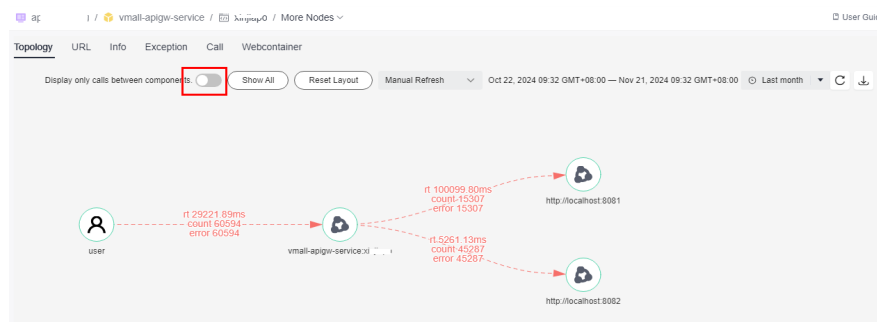 / vmall-apigw-service / / More Nodes
User Guid
Topology URL Info Exception Call Webcontainer
Display only calls between components. Show All Reset Layout Manual Refresh Oct 22, 2024 09:32 GMT+08:00 — Nov 21, 2024 09:32 GMT+08:00 Last month
rt 100099.80ms
count 15307
error 15307
http://localhost:8081
rt 29221.89ms
count 60594
error 60594
user
rt 5261.13ms
count 45287
error 45287
vmall-apigw-service:xi
http://localhost:8082